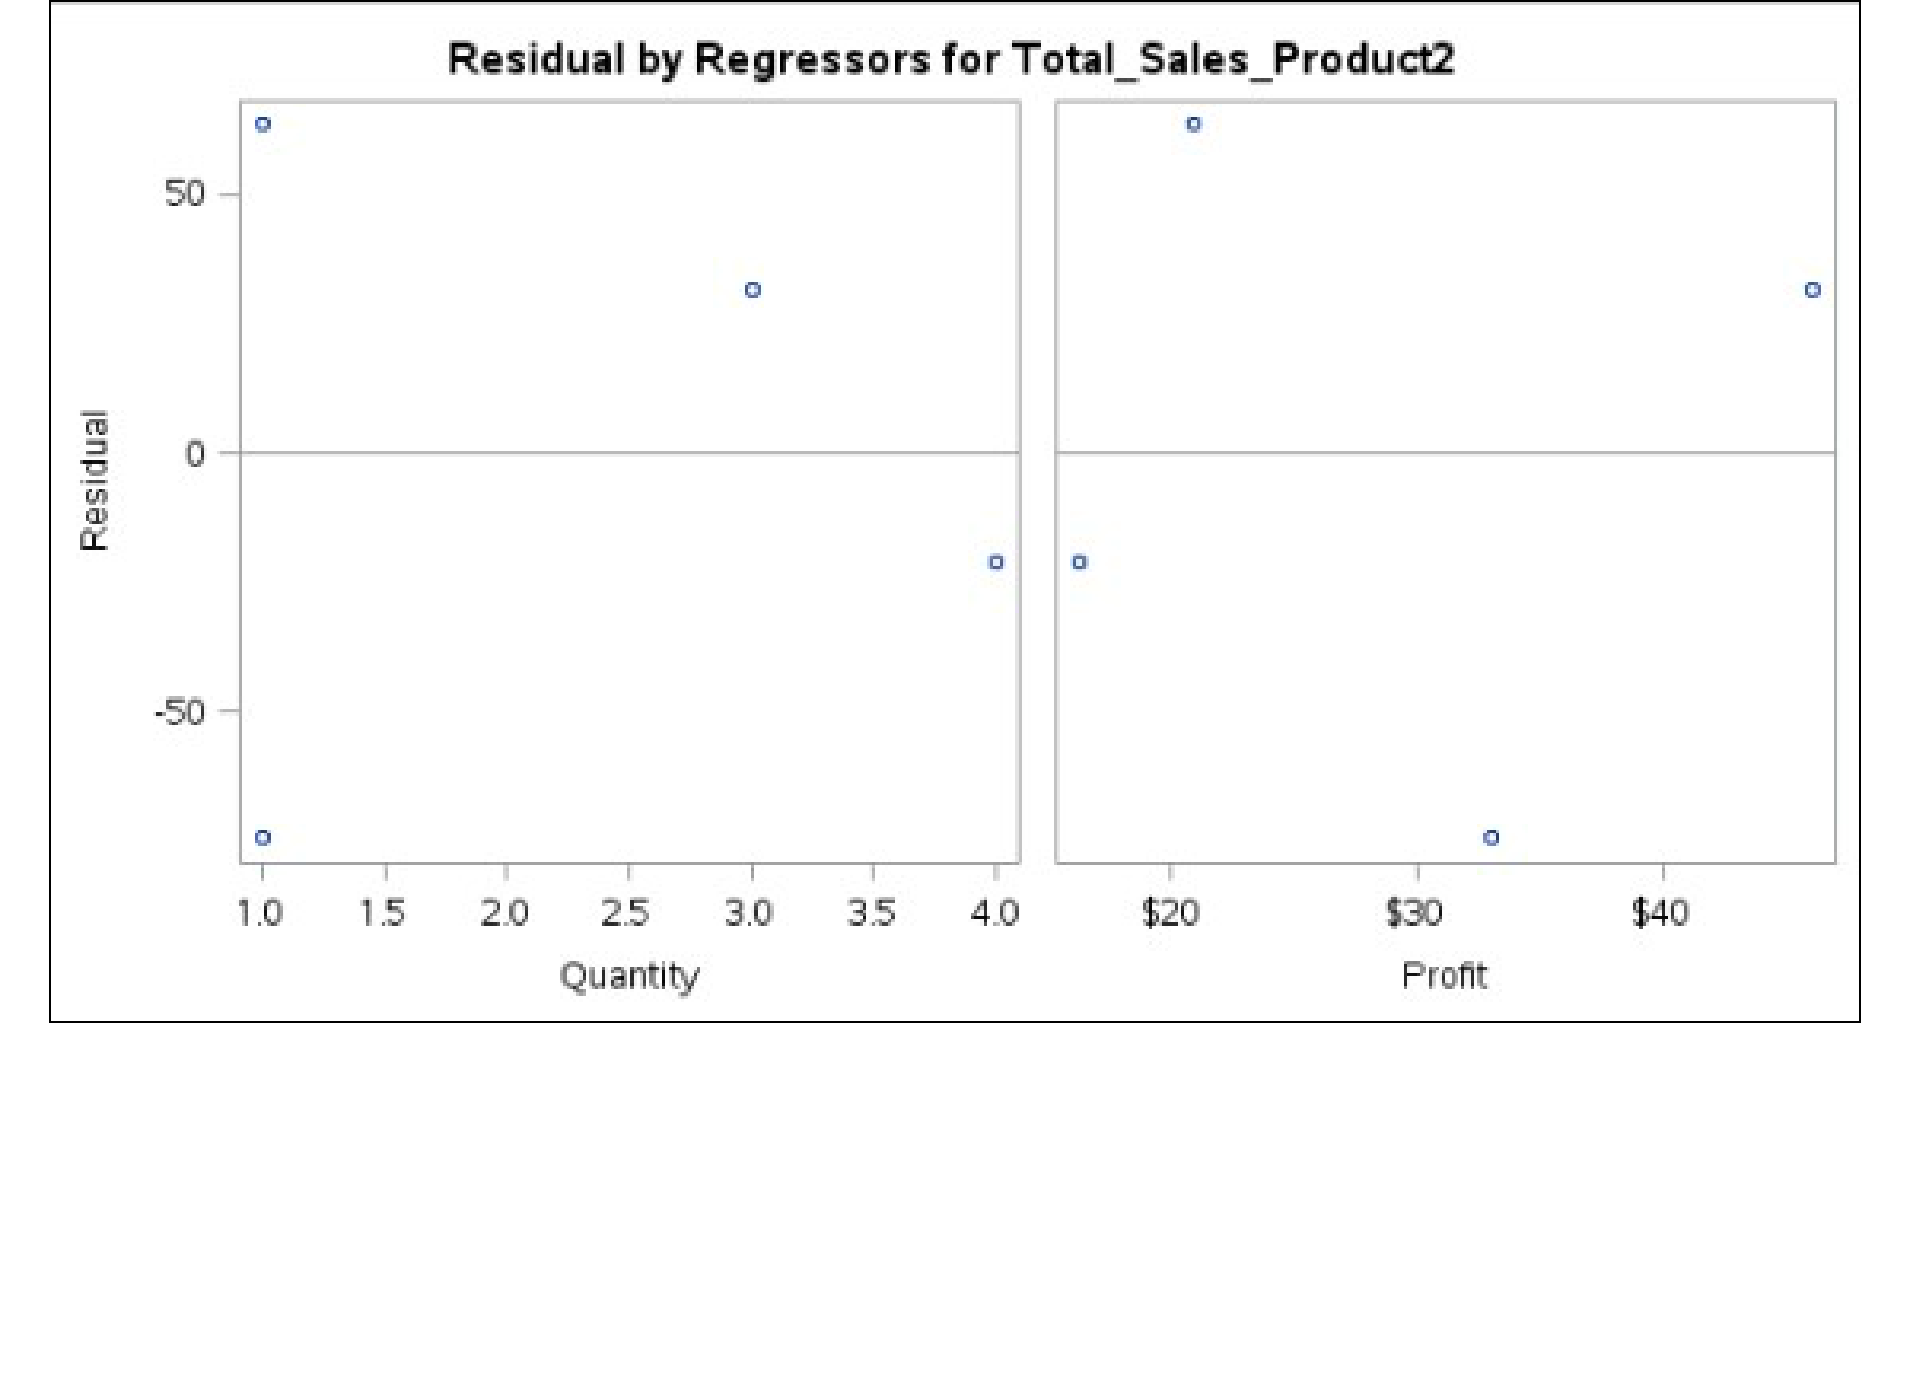 Residual by Regressors for Total_Sales_Product2
50
0
-50
Residual
1.0 1.5 2.0 2.5 3.0 3.5 4.0 $20 $30 $40
Quantity Profit